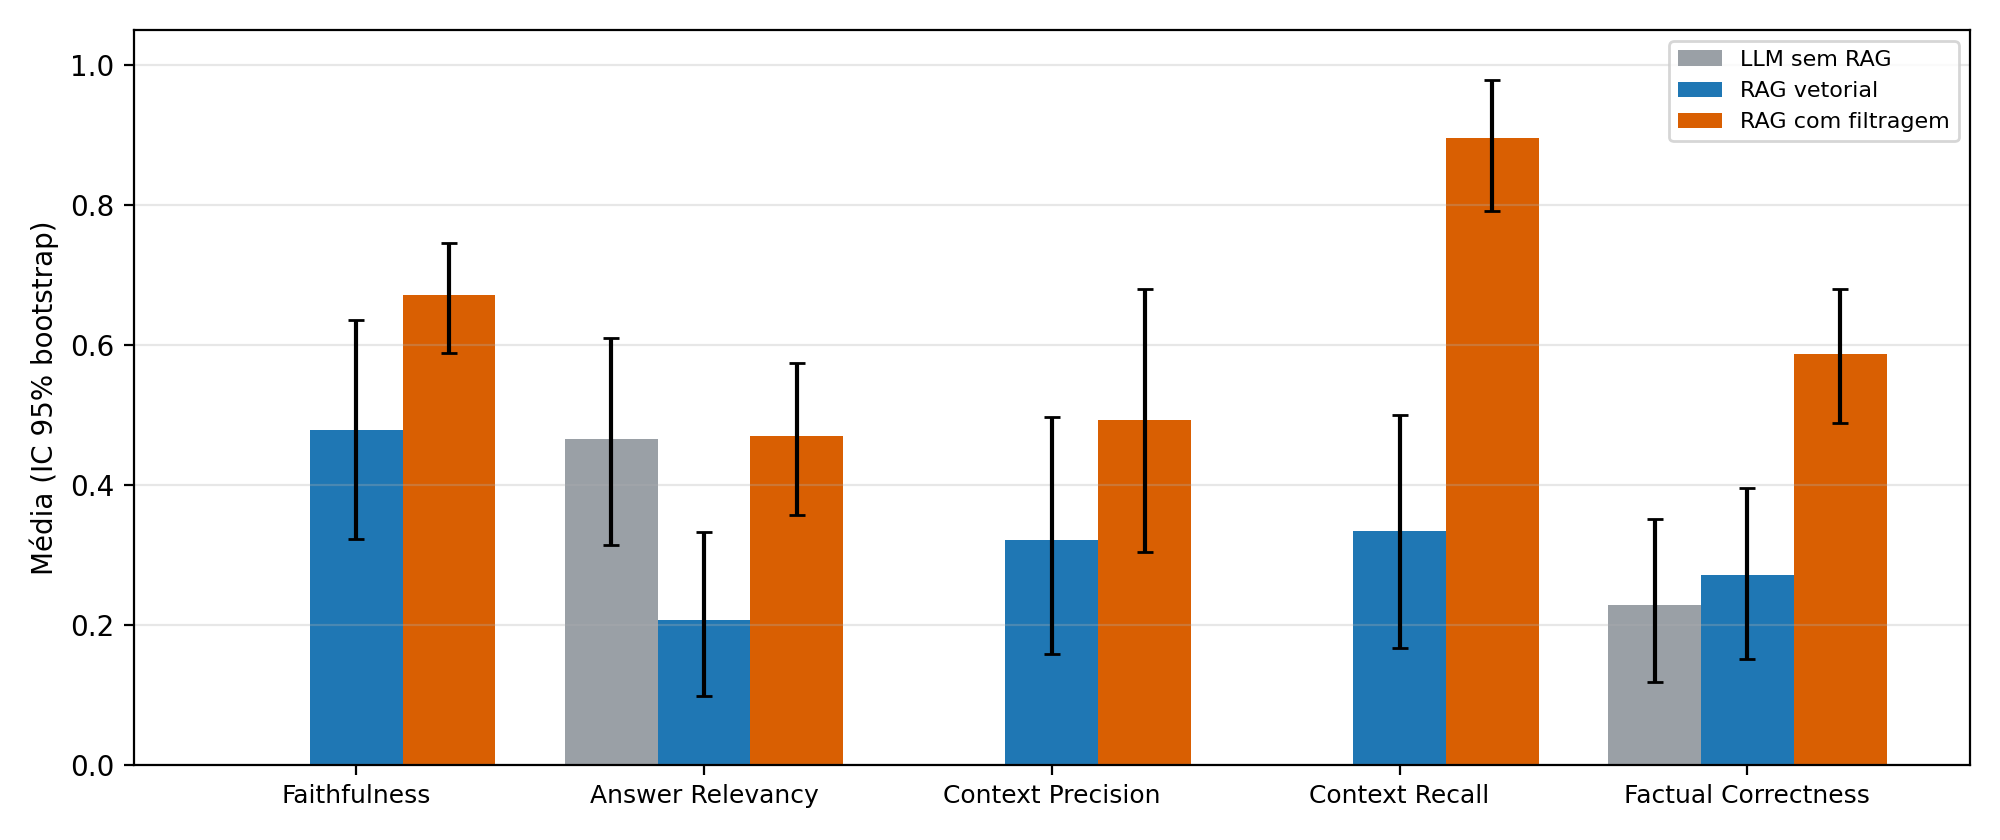 Média (IC 95% bootstrap)
1.0
0.8
0.6
0.4
0.2
0.0
LLM sem RAG
RAG vetorial
RAG com filtragem
Faithfulness
Answer Relevancy
Context Precision
Context Recall
Factual Correctness